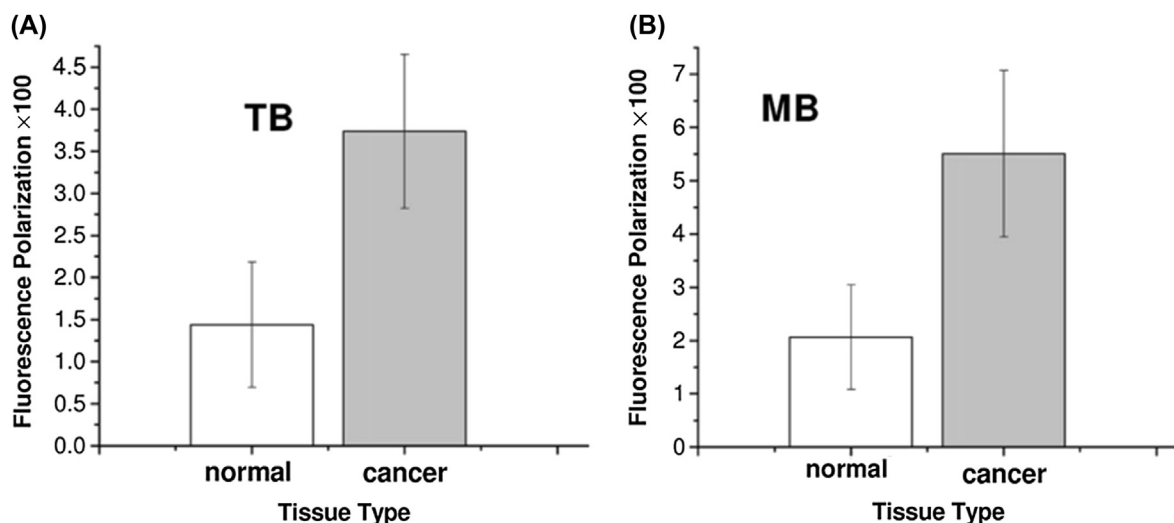 (A)
Fluorescence Polarization ×100
4.5
4.0
3.5
3.0
2.5
2.0
1.5
1.0
0.5
0.0
TB
normal cancer
Tissue Type
(B)
Fluorescence Polarization ×100
7
6
5
4
3
2
1
0
MB
normal cancer
Tissue Type